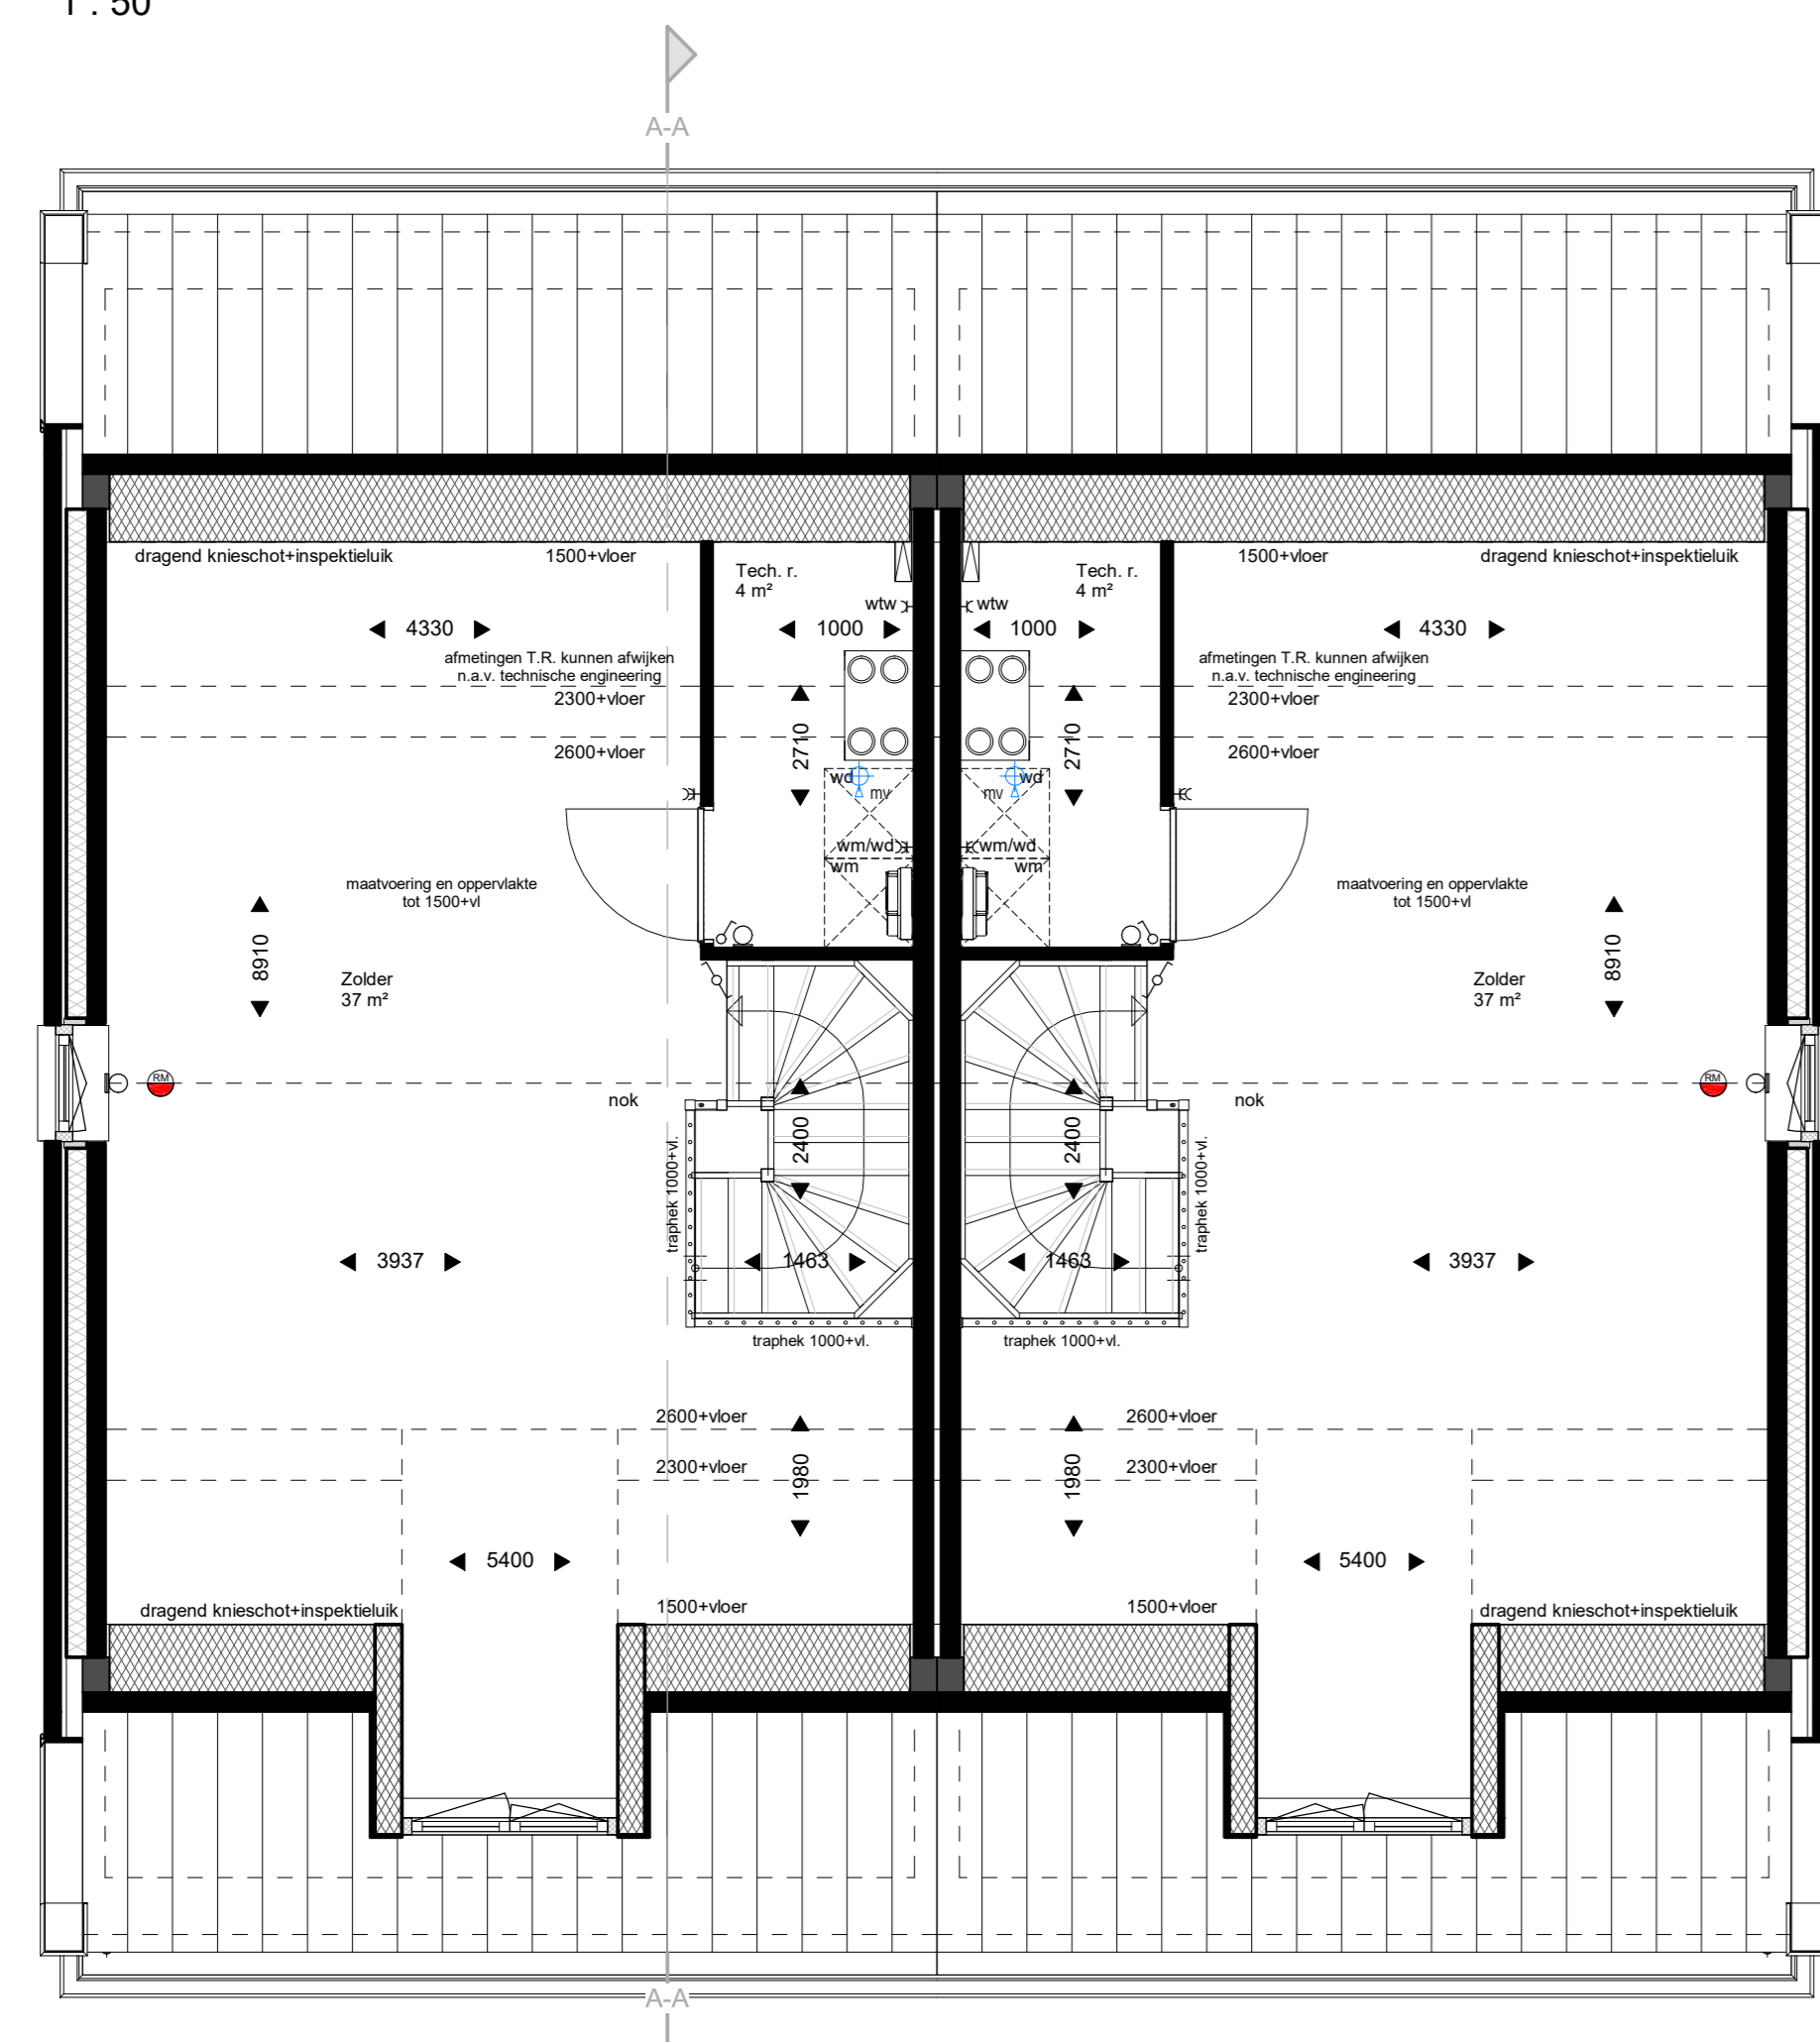 1 : 50
A-A
dragend knieschot+inspektieluik
1500+vloer
Tech. r.
4 m²
wtw
4330
1000
afmetingen T.R. kunnen afwijken
n.a.v. technische engineering
2300+vloer
2600+vloer
2710
wd
mv
wm/wd
wm
maatvoering en oppervlakte
tot 1500+vl
8910
Zolder
37 m²
RM
nok
2400
traphek 1000+vl.
3937
1463
traphek 1000+vl.
2600+vloer
2300+vloer
1980
5400
1500+vloer
dragend knieschot+inspektieluik
Tech. r.
4 m²
1500+vloer
dragend knieschot+inspektieluik
wtw
1000
4330
afmetingen T.R. kunnen afwijken
n.a.v. technische engineering
2300+vloer
2600+vloer
2710
wd
mv
wm/wd
wm
maatvoering en oppervlakte
tot 1500+vl
8910
Zolder
37 m²
RM
nok
2400
traphek 1000+vl.
1463
3937
traphek 1000+vl.
2600+vloer
2300+vloer
1980
5400
1500+vloer
dragend knieschot+inspektieluik
A-A